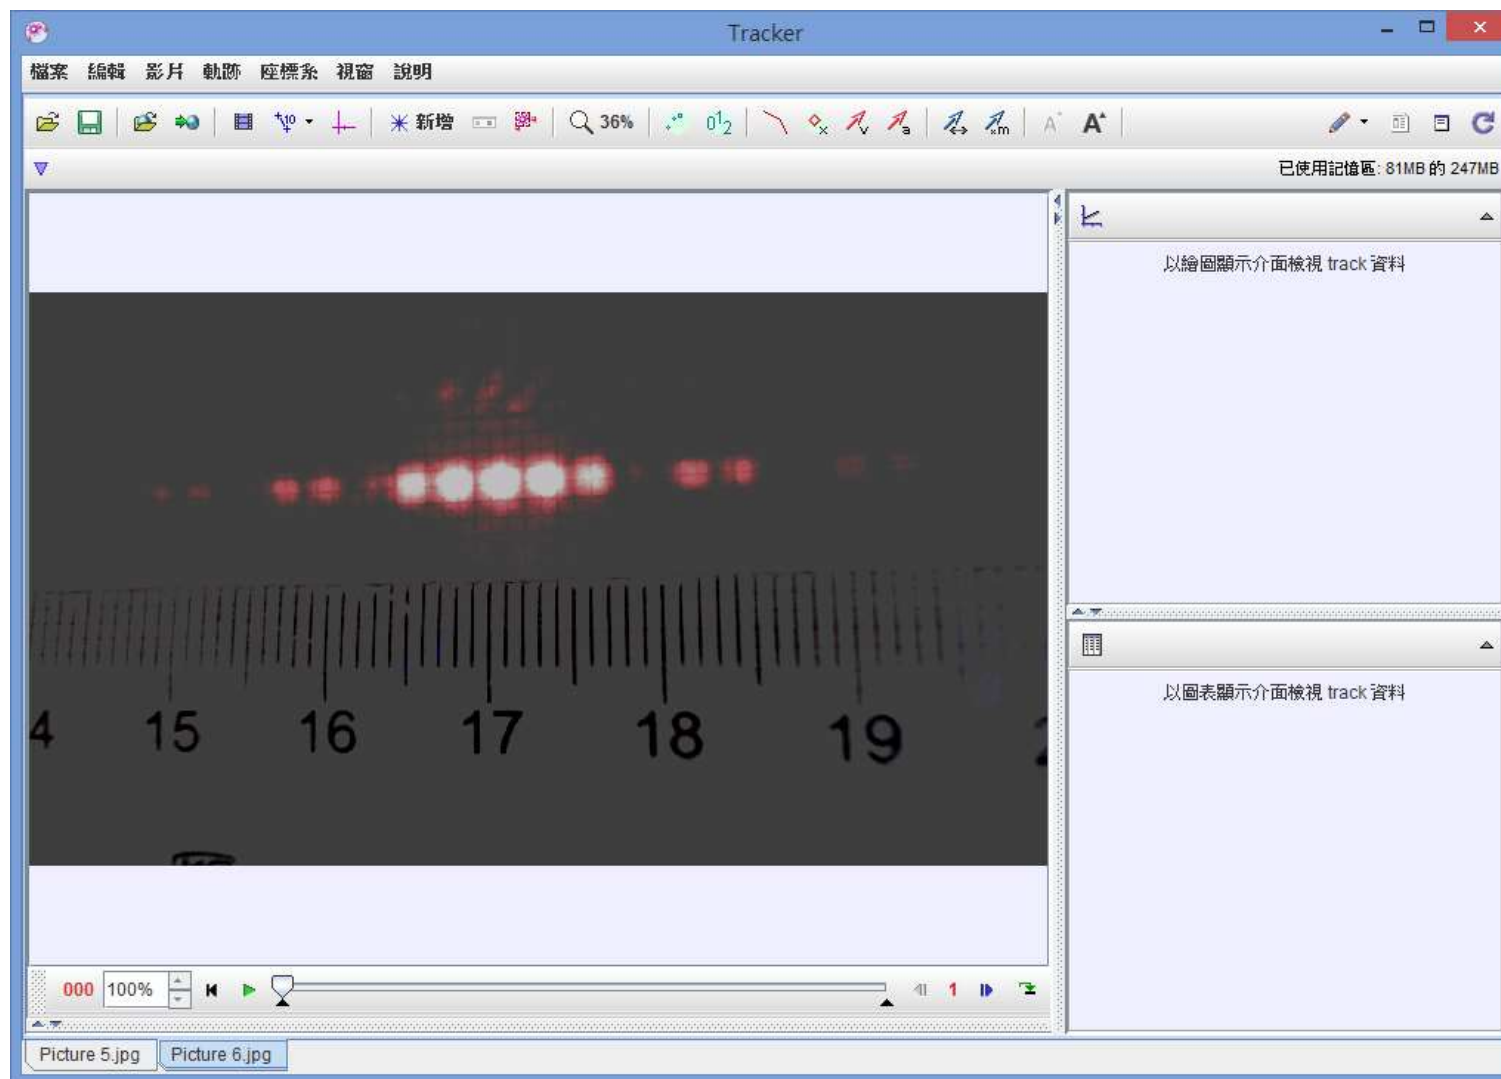 Tracker
檔案 編輯 影片 軌跡 座標系 視窗 說明
新增 36%
已使用記憶區: 81MB 的 247MB
以繪圖顯示介面檢視 track 資料
4 15 16 17 18 19
以圖表顯示介面檢視 track 資料
000 100% 1
Picture 5.jpg Picture 6.jpg